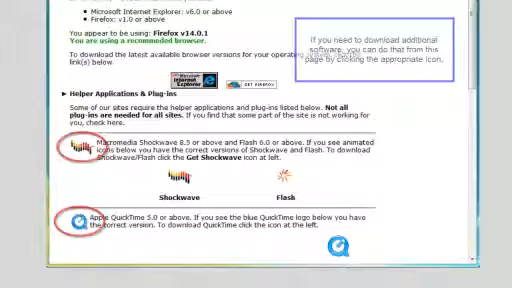 • Microsoft Internet Explorer: v6.0 or above
• Firefox: v1.0 or above
You appear to be using: Firefox v14.0.1
You are using a recommended browser.
To download the latest available browser versions for your operating
link(s) below.
If you need to download additional
software, you can do that from this
page by clicking the appropriate icon.
Microsoft
Internet
Explorer
GET FIREFOX
► Helper Applications & Plug-ins
Some of our sites require the helper applications and plug-ins listed below. Not all
plug-ins are needed for all sites. If you find that some part of the site is not working for
you, check here.
Macromedia Shockwave 8.5 or above and Flash 6.0 or above. If you see animated
icons below you have the correct versions of Shockwave and Flash. To download
Shockwave/Flash click the Get Shockwave icon at left.
Shockwave
Flash
Apple QuickTime 5.0 or above. If you see the blue QuickTime logo below you have
the correct version. To download QuickTime click the icon at the left.